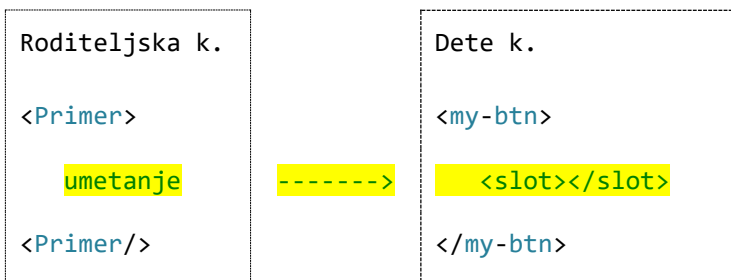 Roditeljska k.
<Primer>
umetanje
<Primer/>
------->
Dete k.
<my-btn>
<slot></slot>
</my-btn>